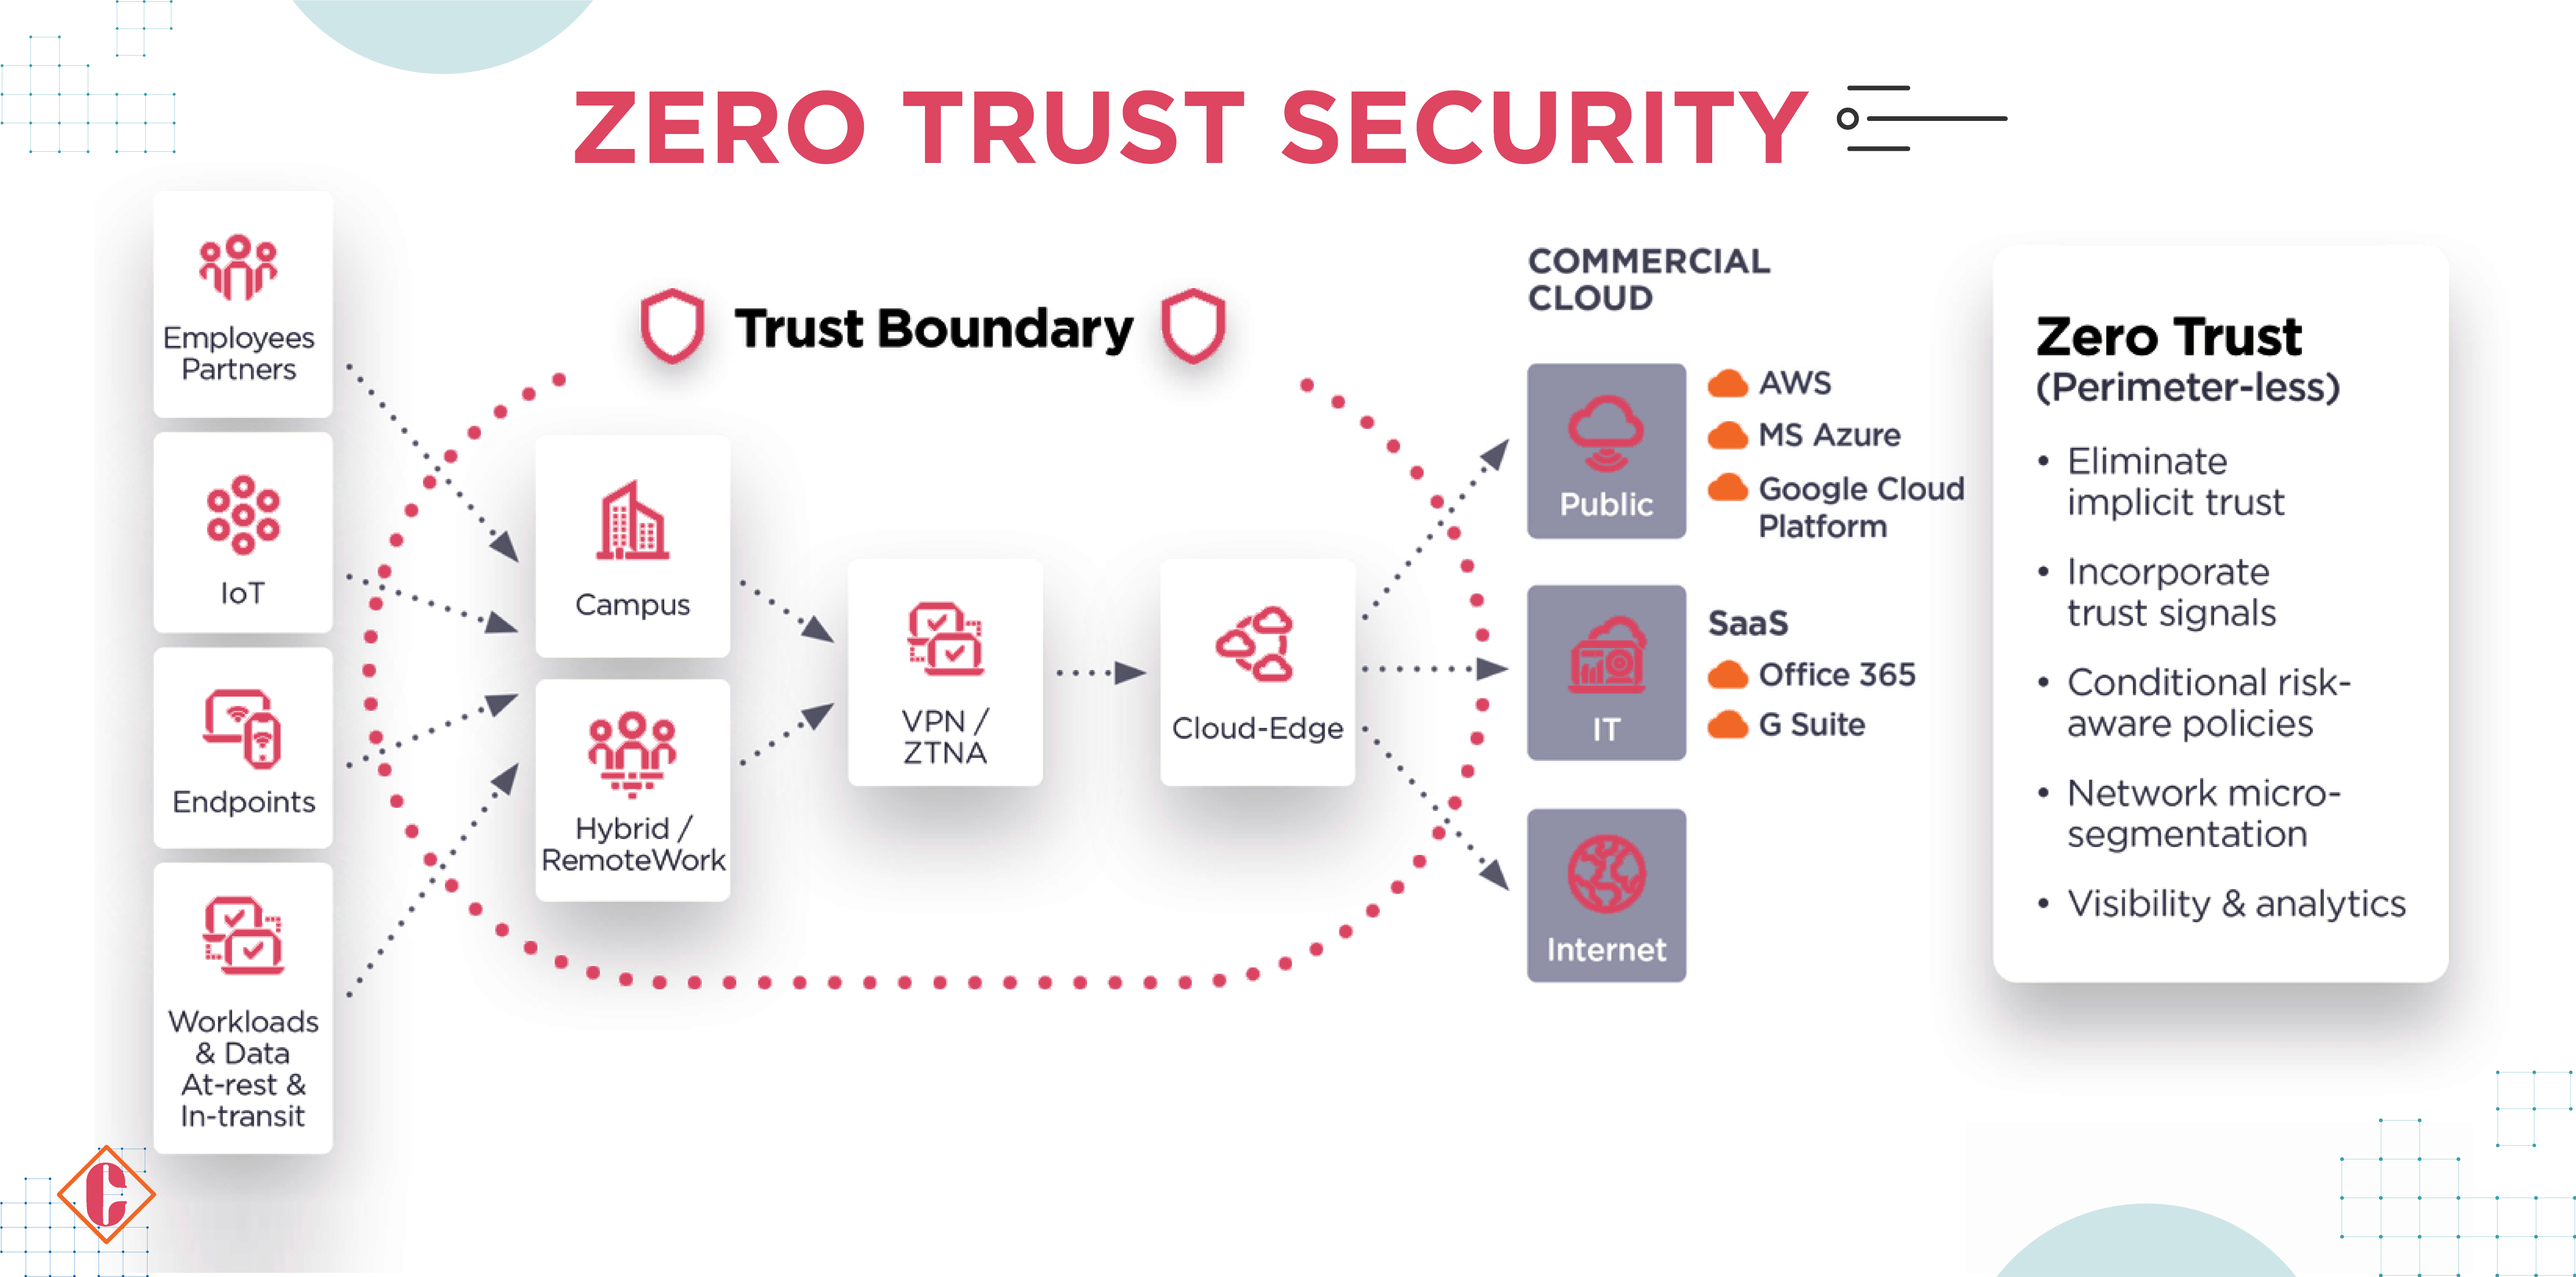 ZERO TRUST SECURITY
Employees
Partners
IoT
Endpoints
Workloads
& Data
At-rest &
In-transit
Trust Boundary
Campus
Hybrid /
RemoteWork
VPN /
ZTNA
Cloud-Edge
COMMERCIAL
CLOUD
Public
AWS
MS Azure
Google Cloud
Platform
IT
SaaS
Office 365
G Suite
Internet
Zero Trust
(Perimeter-less)
• Eliminate
implicit trust
• Incorporate
trust signals
• Conditional risk-
aware policies
• Network micro-
segmentation
• Visibility & analytics
C